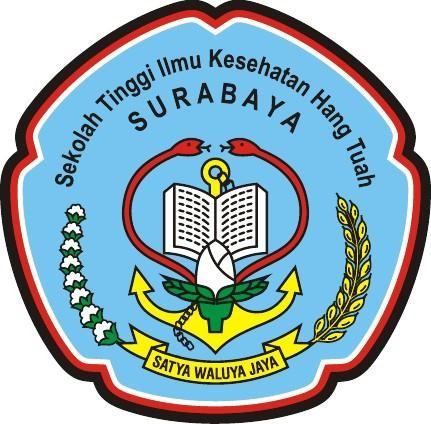 Sekolah Tinggi Ilmu Kesehatan Hang Tuah
SURABAYA
SATYA WALUYA JAYA